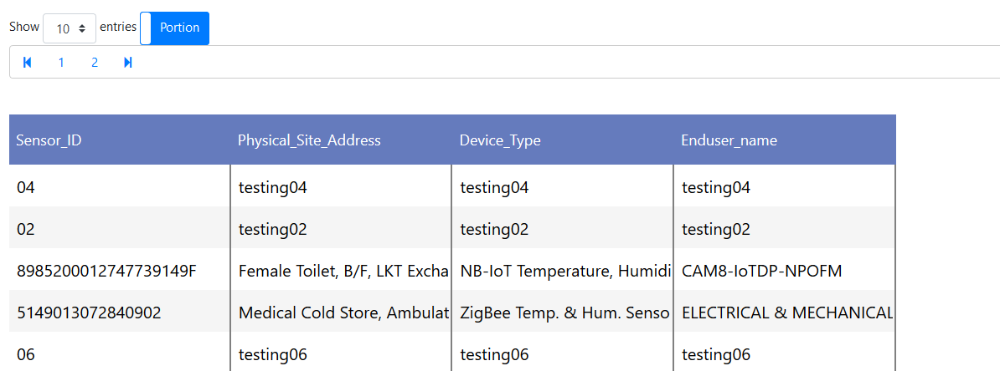 Show 10 entries Portion
1 2
Sensor_ID Physical_Site_Address Device_Type Enduser_name
04 testing04 testing04 testing04
02 testing02 testing02 testing02
8985200012747739149F Female Toilet, B/F, LKT Excha NB-IoT Temperature, Humidi CAM8-IoTDP-NPOFM
5149013072840902 Medical Cold Store, Ambulat ZigBee Temp. & Hum. Senso ELECTRICAL & MECHANICAL
06 testing06 testing06 testing06